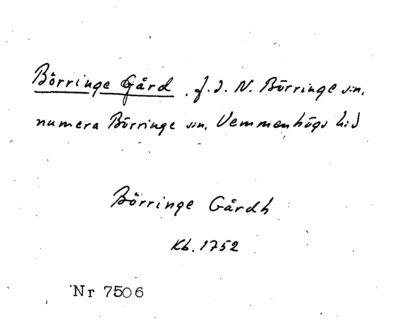 Börringe Gård. f.d. N. Börringe sn.
numera Börringe sn. Vemmenhögs hd
Börringe Gårdh
Kb. 1752
Nr 7506